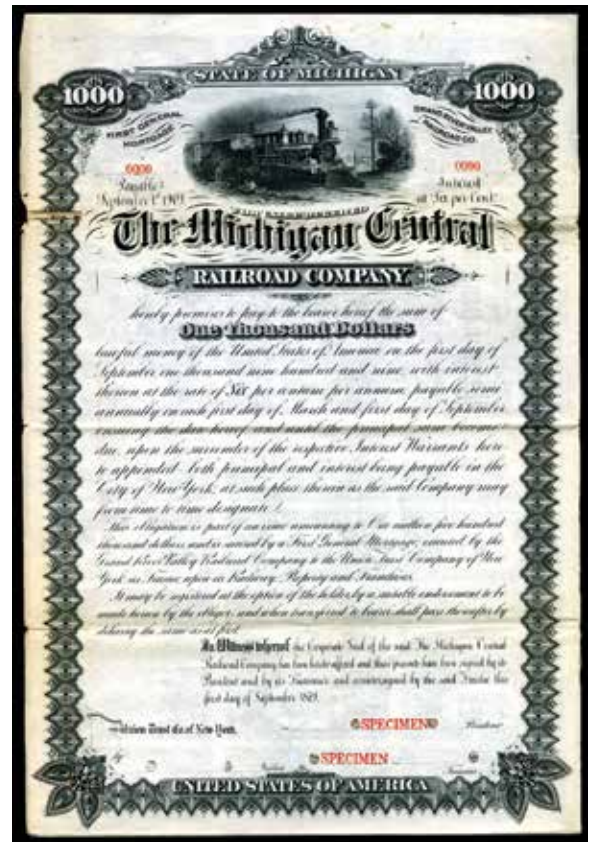 STATE OF MICHIGAN
1000
1000
FIRST GENERAL MORTGAGE
GRAND RIVER VALLEY RAILROAD CO.
0000
0000
Payable September 1st 1909
Interest at Six per Cent
The Michigan Central
RAILROAD COMPANY
hereby promises to pay to the bearer hereof the sum of
One Thousand Dollars
lawful money of the United States of America on the first day of
September one thousand nine hundred and nine, with interest
thereon at the rate of Six per centum per annum, payable semi
annually on each first day of March and first day of September
ensuing the date hereof and until the principal sum become
due, upon the surrender of the respective Interest Warrants here
to appended both principal and interest being payable in the
City of New York, at such place therein as the said Company may
from time to time designate
This obligation is part of an issue amounting to One million five hundred
thousand dollars and is secured by a First General Mortgage, executed by the
Grand River Valley Railroad Company to the Union Trust Company of New
York as Trustee upon its Railway, Property and Franchises.
It may be registered at the option of the holder, by a suitable endorsement to be
made hereon by the obligor, and when transferred to bearer shall pass thereafter by
delivery the same as at first
In Witness whereof the Corporate Seal of the said The Michigan Central
Railroad Company has been hereto affixed and these presents have been signed by its
President and by its Treasurer and countersigned by the said Trustee this
first day of September 1879.
Union Trust Co. of New York.
SPECIMEN
President
By
SPECIMEN
Treasurer
UNITED STATES OF AMERICA